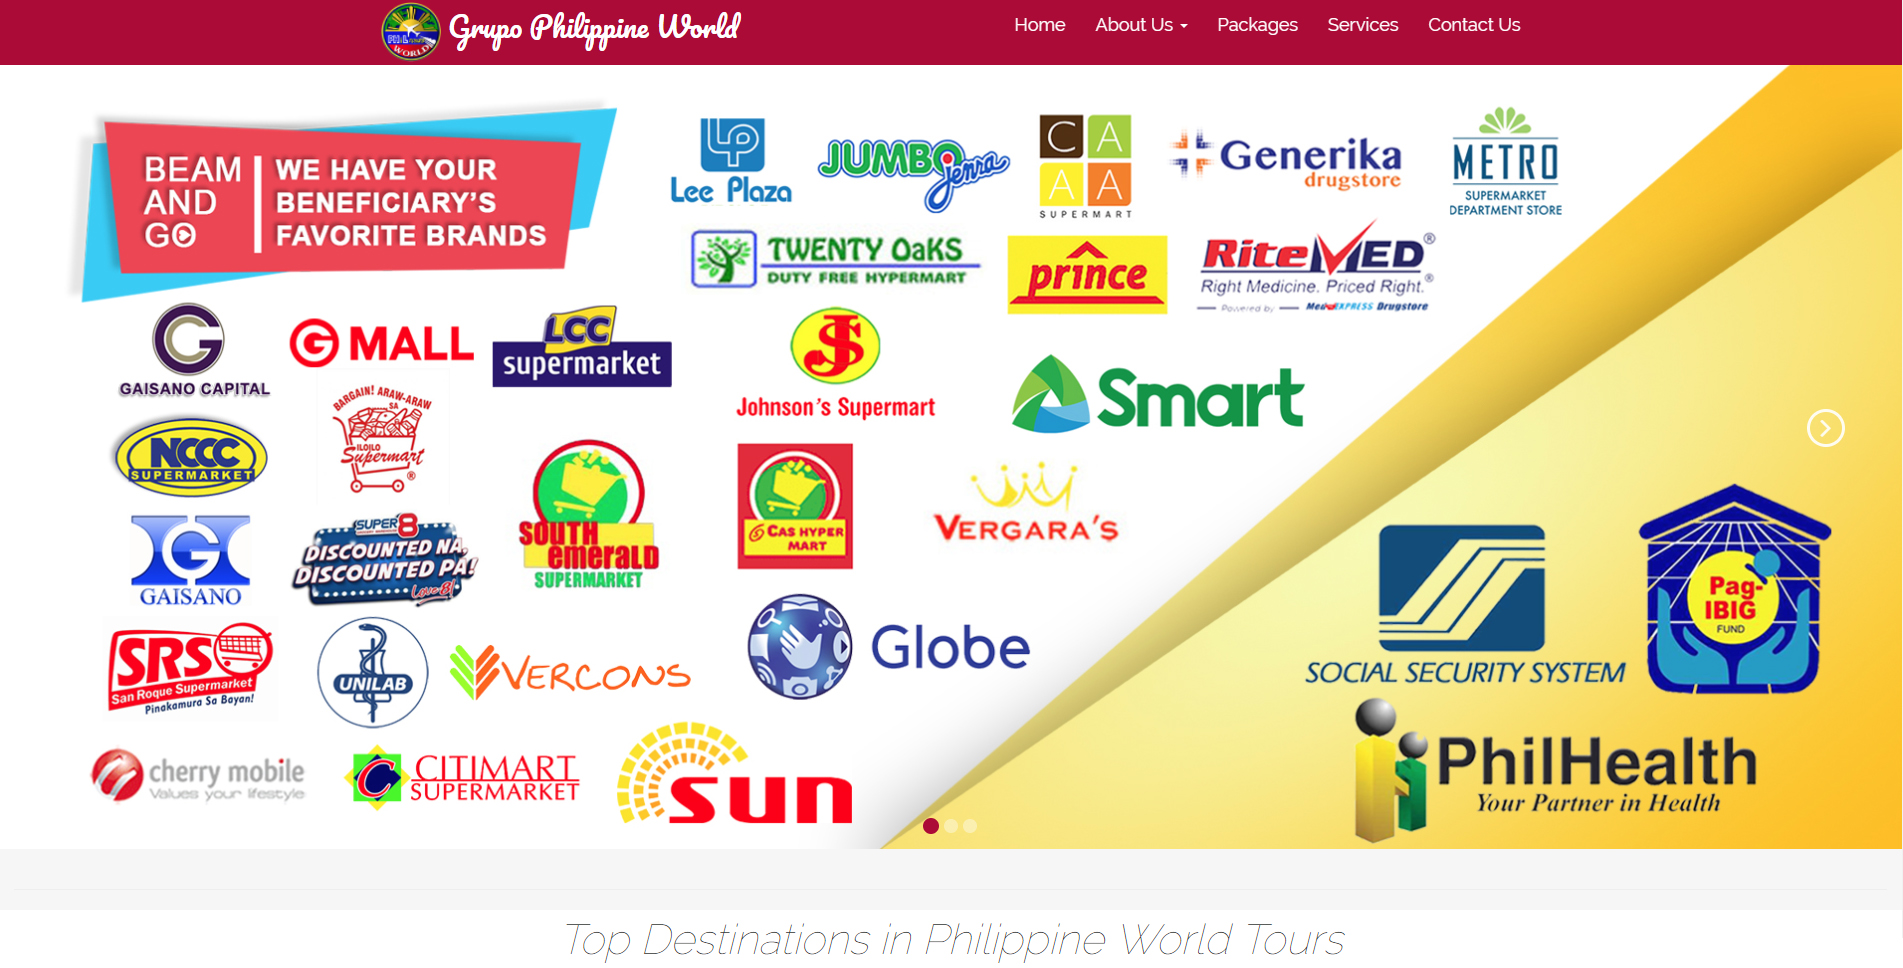 PHIL
WORLD
Grupo Philippine World
Home
About Us
Packages
Services
Contact Us
BEAM
AND
GO
WE HAVE YOUR
BENEFICIARY'S
FAVORITE BRANDS
LP
Lee Plaza
JUMBO
Jenra
C A
A A
SUPERMART
Generika
drugstore
METRO
SUPERMARKET
DEPARTMENT STORE
TWENTY OaKS
DUTY FREE HYPERMART
prince
RiteMED®
Right Medicine. Priced Right.®
Powered by MedEXPRESS Drugstore
G
GAISANO CAPITAL
G MALL
LCC
supermarket
JS
Johnson's Supermart
Smart
NCCC
SUPERMARKET
BARGAIN! ARAW-ARAW
SA
ILOILO
Supermart
®
SOUTH
emerald
SUPERMARKET
CAS HYPER
MART
VERGARA'S
G
GAISANO
SUPER8
DISCOUNTED NA,
DISCOUNTED PA!
Love 8!
SOCIAL SECURITY SYSTEM
Pag-
IBIG
FUND
SRS
San Roque Supermarket
Pinakamura Sa Bayan!
UNILAB
VERCONS
Globe
cherry mobile
Values your lifestyle
C
CITIMART
SUPERMARKET
sun
PhilHealth
Your Partner in Health
Top Destinations in Philippine World Tours